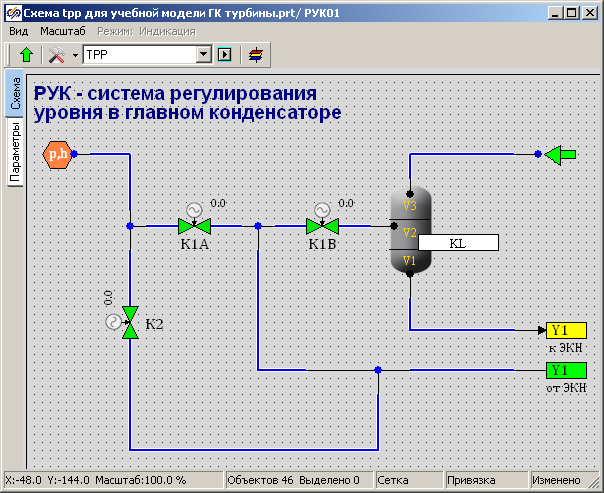 Схема tpp для учебной модели ГК турбины.prt/ РУК01
Вид Масштаб Режим: Индикация
TPP
Схема
Параметры
РУК - система регулирования
уровня в главном конденсаторе
p,h
0.0
0.0
V3
V2
K1A
K1B
KL
V1
0.0
K2
Y1
к ЭКН
Y1
от ЭКН
X:-48.0 Y:-144.0 Масштаб:100.0 % Объектов 46 Выделено 0 Сетка Привязка Изменено